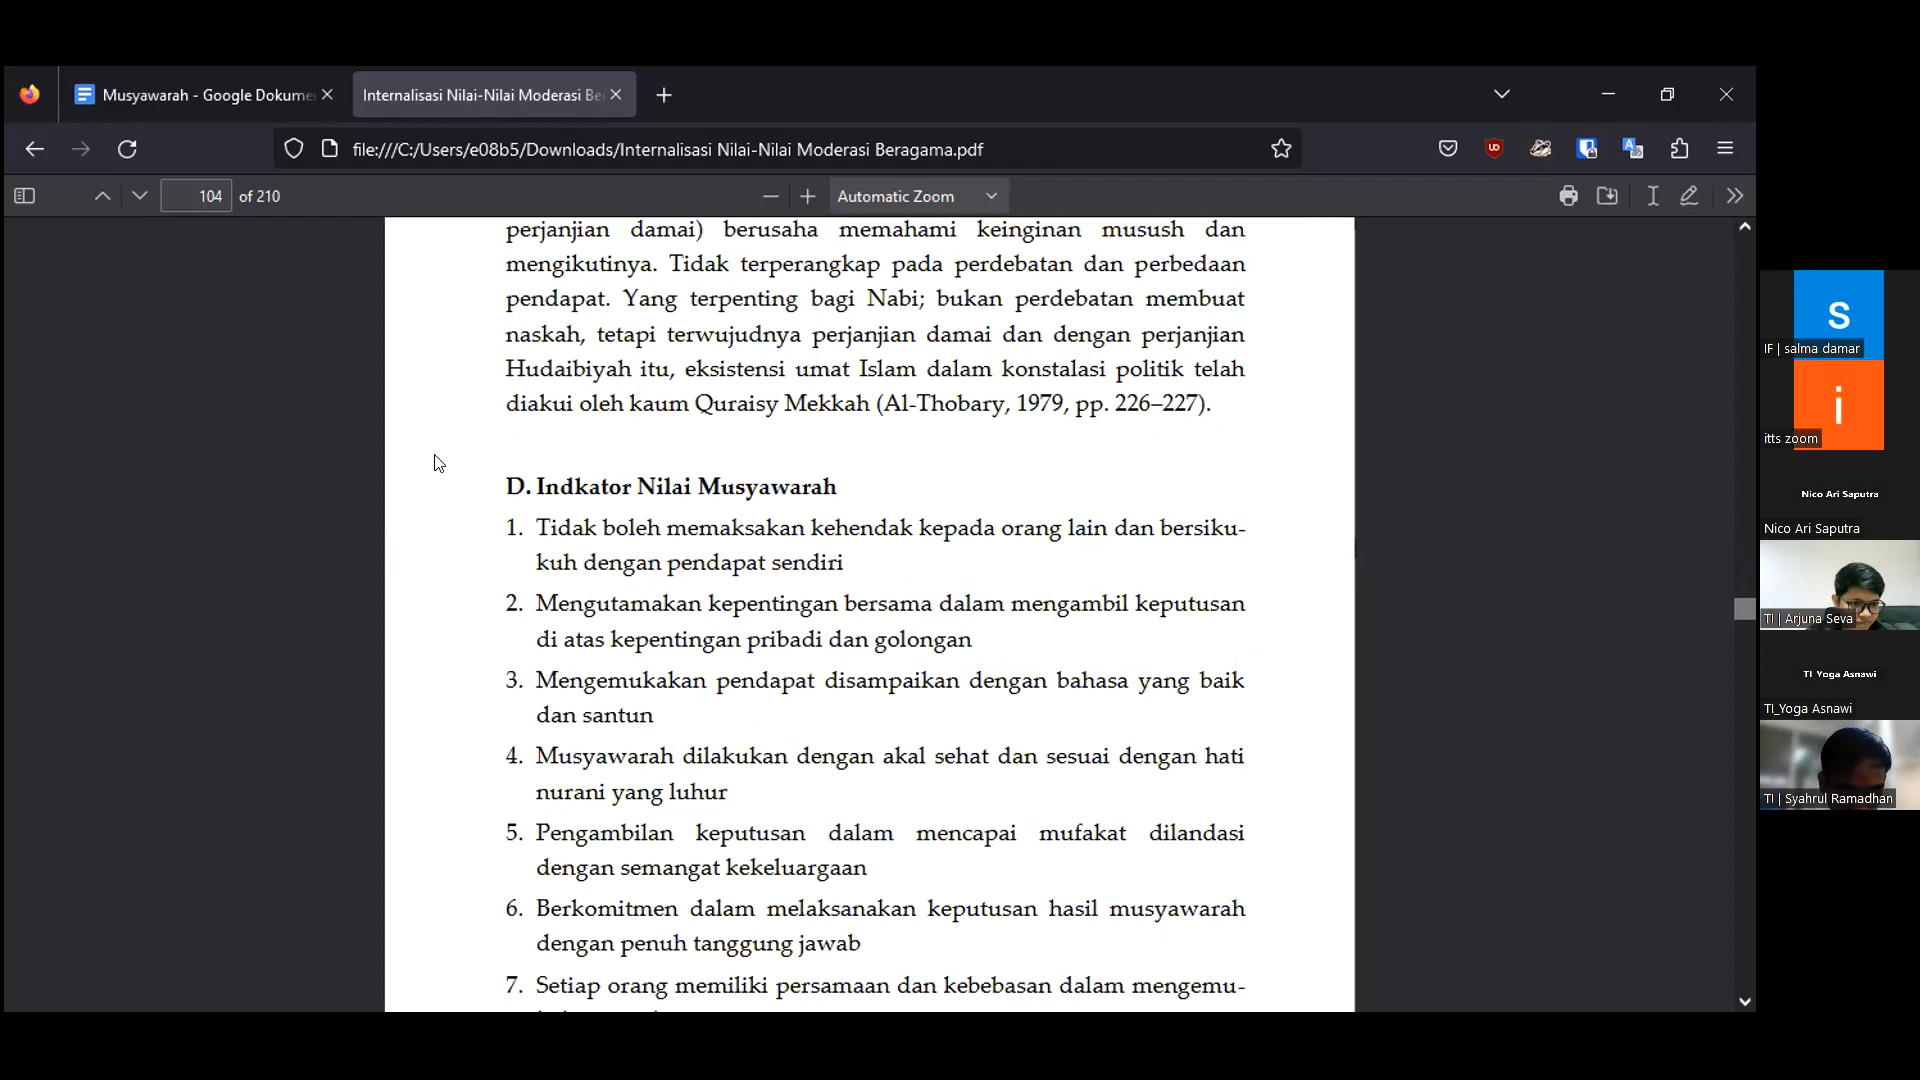 Musyawarah - Google Dokume
Internalisasi Nilai-Nilai Moderasi Be
file:///C:/Users/e08b5/Downloads/Internalisasi Nilai-Nilai Moderasi Beragama.pdf
104 of 210
Automatic Zoom
perjanjian damai) berusaha memahami keinginan musush dan
mengikutinya. Tidak terperangkap pada perdebatan dan perbedaan
pendapat. Yang terpenting bagi Nabi; bukan perdebatan membuat
naskah, tetapi terwujudnya perjanjian damai dan dengan perjanjian
Hudaibiyah itu, eksistensi umat Islam dalam konstalasi politik telah
diakui oleh kaum Quraisy Mekkah (Al-Thobary, 1979, pp. 226–227).
D. Indkator Nilai Musyawarah
1. Tidak boleh memaksakan kehendak kepada orang lain dan bersiku-
kuh dengan pendapat sendiri
2. Mengutamakan kepentingan bersama dalam mengambil keputusan
di atas kepentingan pribadi dan golongan
3. Mengemukakan pendapat disampaikan dengan bahasa yang baik
dan santun
4. Musyawarah dilakukan dengan akal sehat dan sesuai dengan hati
nurani yang luhur
5. Pengambilan keputusan dalam mencapai mufakat dilandasi
dengan semangat kekeluargaan
6. Berkomitmen dalam melaksanakan keputusan hasil musyawarah
dengan penuh tanggung jawab
7. Setiap orang memiliki persamaan dan kebebasan dalam mengemu-
s
IF | salma damar
i
itts zoom
Nico Ari Saputra
Nico Ari Saputra
TI | Arjuna Seva
TI_Yoga Asnawi
TI_Yoga Asnawi
TI | Syahrul Ramadhan